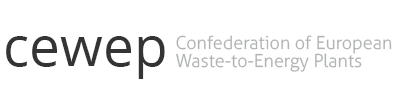 cewep
Confederation of European
Waste-to-Energy Plants